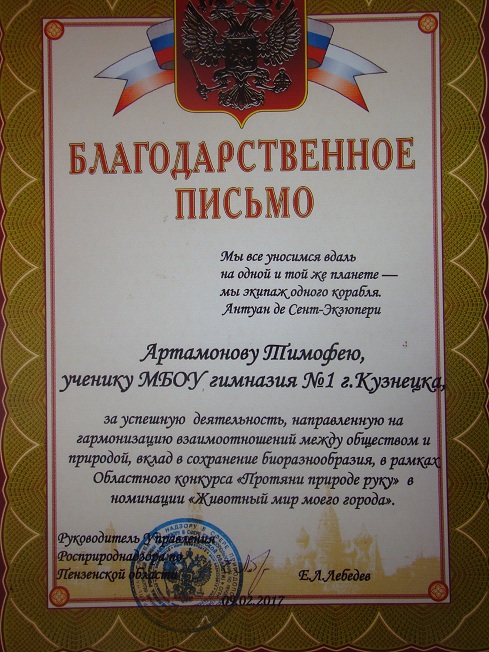 БЛАГОДАРСТВЕННОЕ
ПИСЬМО
Мы все уносимся вдаль
на одной и той же планете —
мы экипаж одного корабля.
Антуан де Сент-Экзюпери
Артамонову Тимофею,
ученику МБОУ гимназия №1 г.Кузнецка,
за успешную деятельность, направленную на
гармонизацию взаимоотношений между обществом и
природой, вклад в сохранение биоразнообразия, в рамках
Областного конкурса «Протяни природе руку» в
номинации «Животный мир моего города».
Руководитель Управления
Росприроднадзора по
Пензенской области
Е.Л.Лебедев
09.02.2017